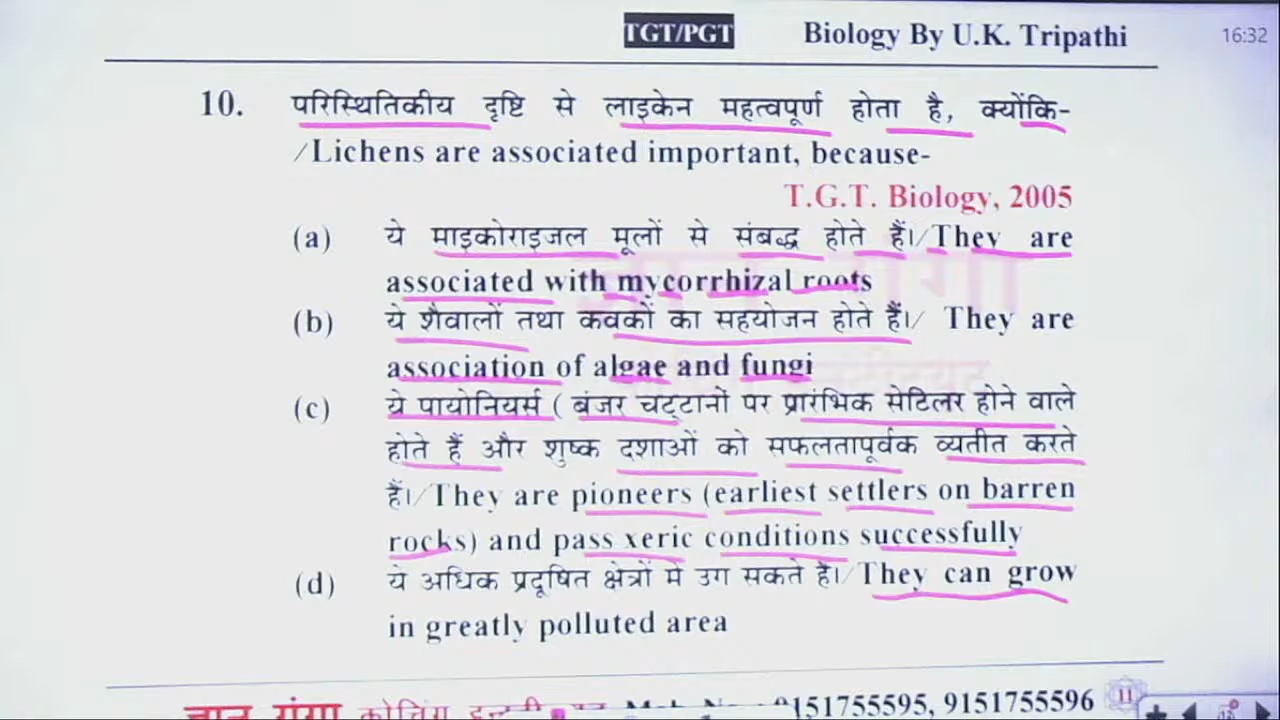 TGT/PGT Biology By U.K. Tripathi 16:32
10. परिस्थितिकीय दृष्टि से लाइकेन महत्वपूर्ण होता है, क्योंकि-
/Lichens are associated important, because-
T.G.T. Biology, 2005
(a) ये माइकोराइजल मूलों से संबद्ध होते हैं।/They are
associated with mycorrhizal roots
(b) ये शैवालों तथा कवकों का सहयोजन होते हैं।/ They are
association of algae and fungi
(c) ये पायोनियर्स ( बंजर चट्टानों पर प्रारंभिक सेटिलर होने वाले
होते हैं और शुष्क दशाओं को सफलतापूर्वक व्यतीत करते
हैं।/They are pioneers (earliest settlers on barren
rocks) and pass xeric conditions successfully
(d) ये अधिक प्रदूषित क्षेत्रों में उग सकते हैं।/They can grow
in greatly polluted area
ज्ञान गंगा कोचिंग 9151755595, 9151755596 11